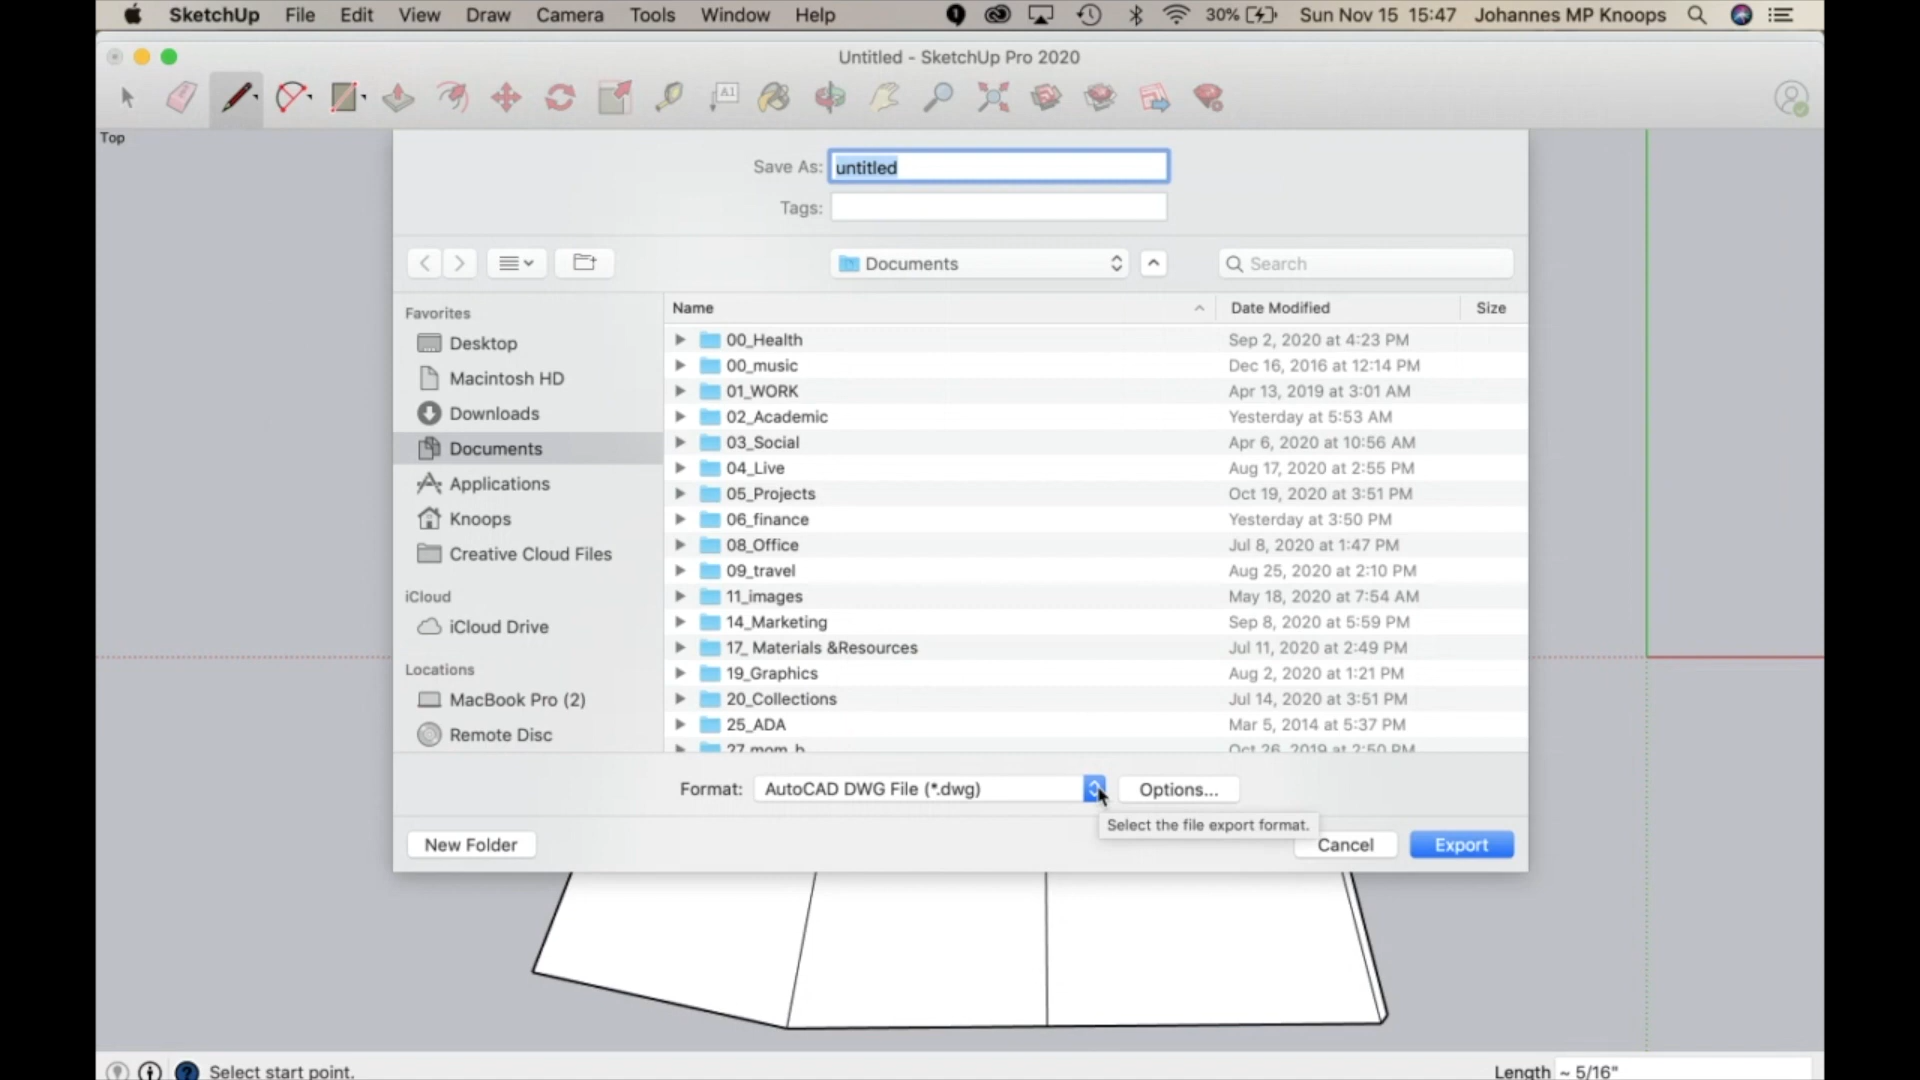 SketchUp File Edit View Draw Camera Tools Window Help 30% Sun Nov 15 15:47 Johannes MP Knoops
Untitled - SketchUp Pro 2020
A1
Top
Save As: untitled
Tags:
Documents
Search
Favorites
Desktop
Macintosh HD
Downloads
Documents
Applications
Knoops
Creative Cloud Files
iCloud
iCloud Drive
Locations
MacBook Pro (2)
Remote Disc
Name Date Modified Size
00_Health Sep 2, 2020 at 4:23 PM
00_music Dec 16, 2016 at 12:14 PM
01_WORK Apr 13, 2019 at 3:01 AM
02_Academic Yesterday at 5:53 AM
03_Social Apr 6, 2020 at 10:56 AM
04_Live Aug 17, 2020 at 2:55 PM
05_Projects Oct 19, 2020 at 3:51 PM
06_finance Yesterday at 3:50 PM
08_Office Jul 8, 2020 at 1:47 PM
09_travel Aug 25, 2020 at 2:10 PM
11_images May 18, 2020 at 7:54 AM
14_Marketing Sep 8, 2020 at 5:59 PM
17_ Materials &Resources Jul 11, 2020 at 2:49 PM
19_Graphics Aug 2, 2020 at 1:21 PM
20_Collections Jul 14, 2020 at 3:51 PM
25_ADA Mar 5, 2014 at 5:37 PM
Oct 26, 2019 at 2:50 PM
Format: AutoCAD DWG File (*.dwg) Options...
Select the file export format.
New Folder Cancel Export
Select start point. Length ~ 5/16"